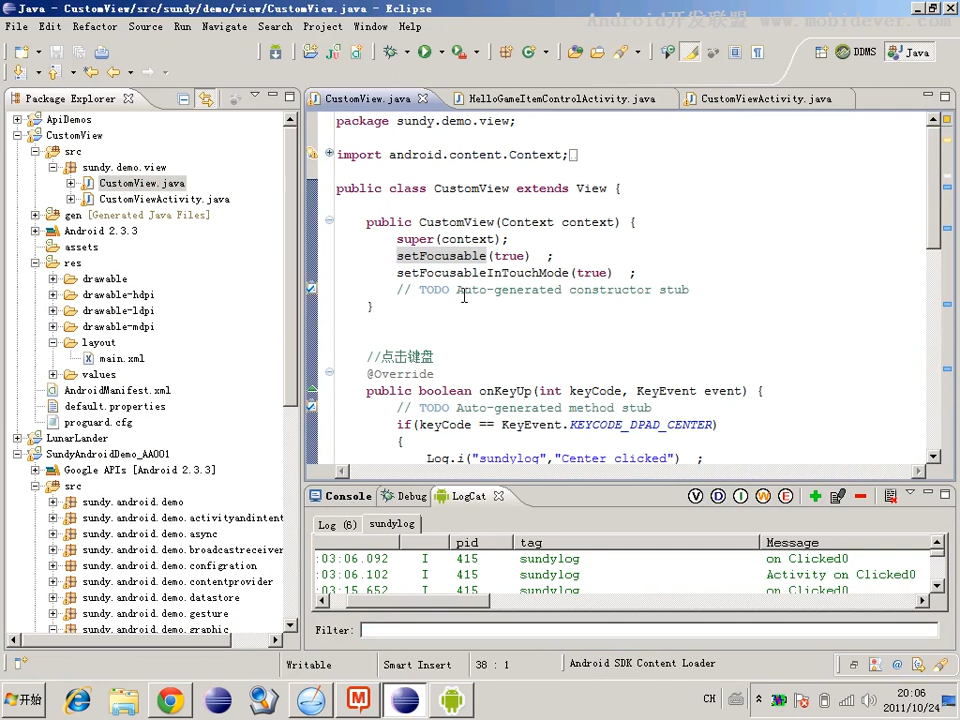 Java - CustomView/src/sundy/demo/view/CustomView.java - Eclipse
Android开发联盟 www.mobidever.com
File Edit Refactor Source Run Navigate Search Project Window Help
DDMS Java
Package Explorer
CustomView.java HelloGameItemControlActivity.java CustomViewActivity.java
ApiDemos
CustomView
src
sundy.demo.view
CustomView.java
CustomViewActivity.java
gen [Generated Java Files]
Android 2.3.3
assets
res
drawable
drawable-hdpi
drawable-ldpi
drawable-mdpi
layout
main.xml
values
AndroidManifest.xml
default.properties
proguard.cfg
LunarLander
SundyAndroidDemo_AA001
Google APIs [Android 2.3.3]
src
sundy.android.demo
sundy.android.demo.activityandintent
sundy.android.demo.async
sundy.android.demo.broadcastreceiver
sundy.android.demo.configration
sundy.android.demo.contentprovider
sundy.android.demo.datastore
sundy.android.demo.gesture
sundy.android.demo.graphic
package sundy.demo.view;
import android.content.Context;
public class CustomView extends View {
public CustomView(Context context) {
super(context);
setFocusable(true) ;
setFocusableInTouchMode(true) ;
// TODO Auto-generated constructor stub
}
//点击键盘
@Override
public boolean onKeyUp(int keyCode, KeyEvent event) {
// TODO Auto-generated method stub
if(keyCode == KeyEvent.KEYCODE_DPAD_CENTER)
{
Log.i("sundylog","Center clicked") ;
Console Debug LogCat
V D I W E
Log (6) sundylog
pid tag Message
:03:06.092 I 415 sundylog on Clicked0
:03:06.102 I 415 sundylog Activity on Clicked0
:03:15.652 I 415 sundylog on Clicked0
Filter:
Writable Smart Insert 38 : 1 Android SDK Content Loader
开始
CH
20:06
2011/10/24